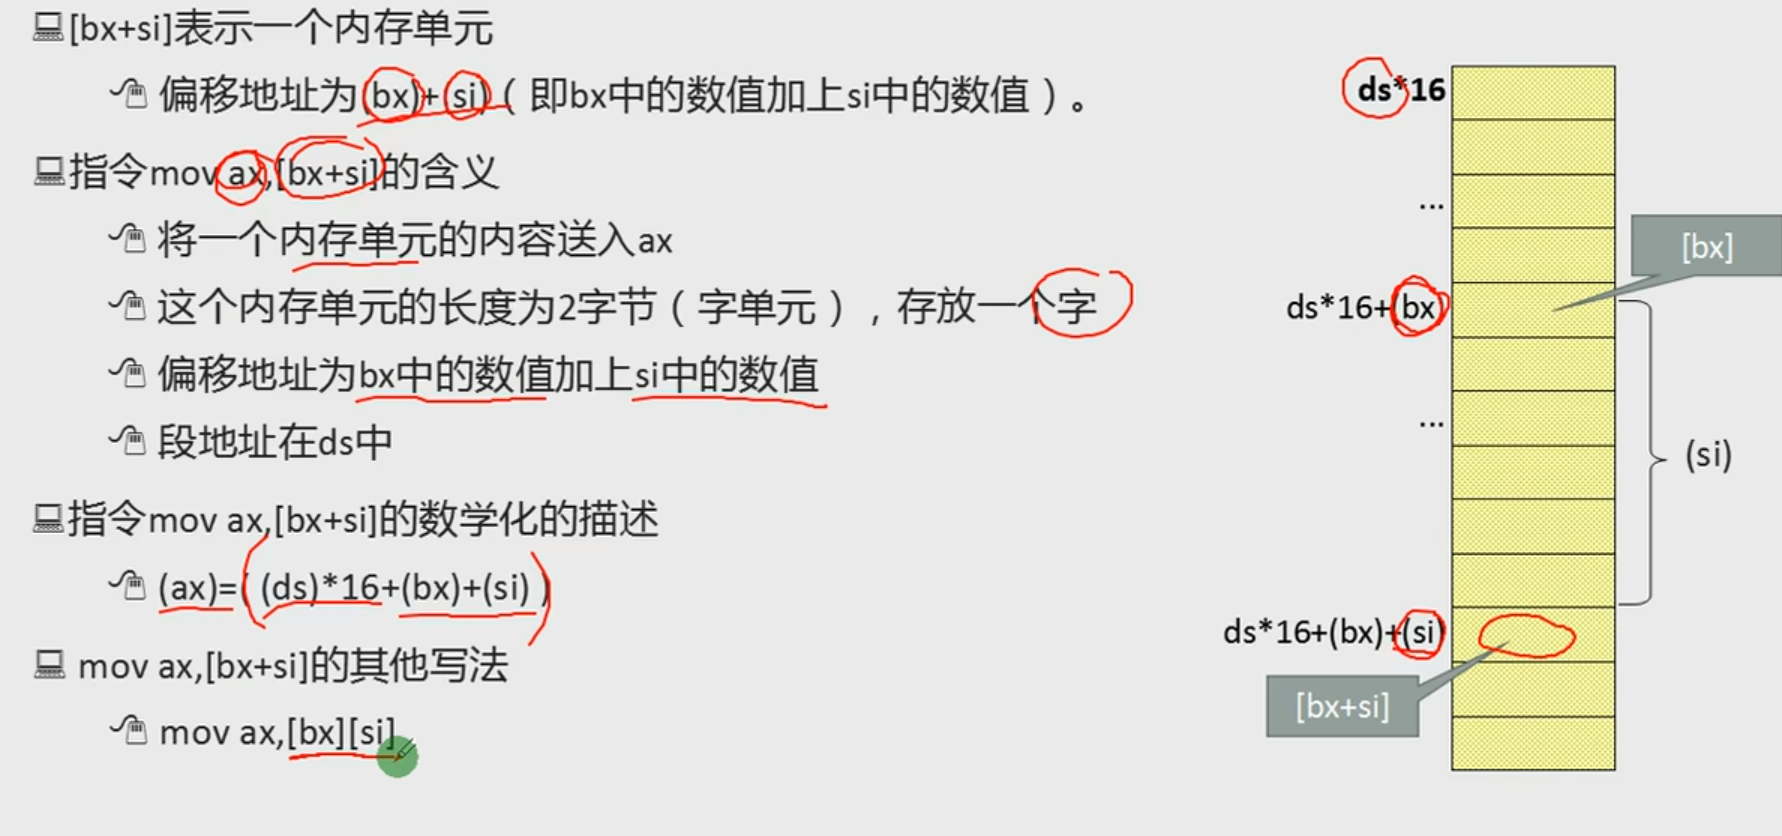 [bx+si]表示一个内存单元
偏移地址为(bx)+(si)（即bx中的数值加上si中的数值）。
指令mov ax,[bx+si]的含义
将一个内存单元的内容送入ax
这个内存单元的长度为2字节（字单元），存放一个字
偏移地址为bx中的数值加上si中的数值
段地址在ds中
指令mov ax,[bx+si]的数学化的描述
(ax)=( (ds)*16+(bx)+(si) )
mov ax,[bx+si]的其他写法
mov ax,[bx][si]
ds*16
...
[bx]
ds*16+(bx)
...
(si)
ds*16+(bx)+(si)
[bx+si]